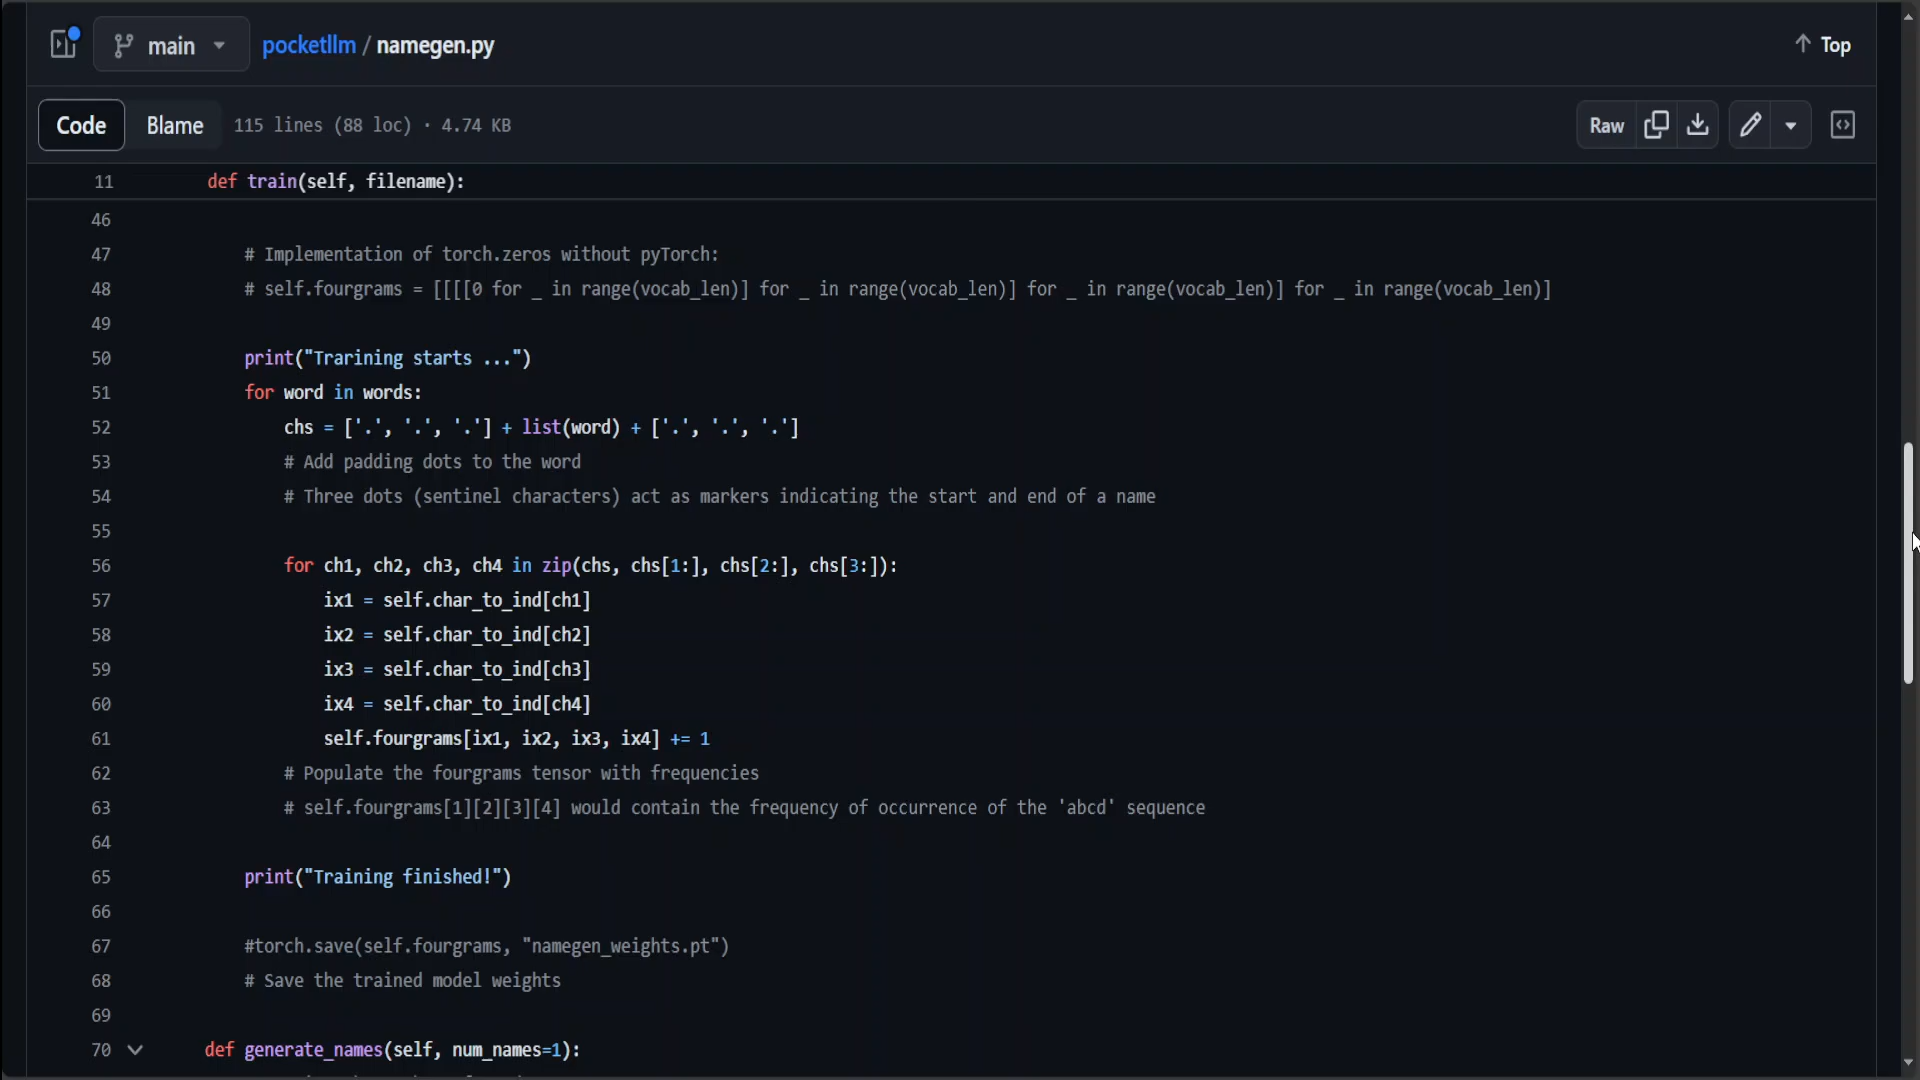 main
pocketllm / namegen.py
Top
Code Blame 115 lines (88 loc) · 4.74 KB Raw
11 def train(self, filename):
46
47 # Implementation of torch.zeros without pyTorch:
48 # self.fourgrams = [[[[0 for _ in range(vocab_len)] for _ in range(vocab_len)] for _ in range(vocab_len)] for _ in range(vocab_len)]
49
50 print("Trarining starts ...")
51 for word in words:
52 chs = ['.', '.', '.'] + list(word) + ['.', '.', '.']
53 # Add padding dots to the word
54 # Three dots (sentinel characters) act as markers indicating the start and end of a name
55
56 for ch1, ch2, ch3, ch4 in zip(chs, chs[1:], chs[2:], chs[3:]):
57 ix1 = self.char_to_ind[ch1]
58 ix2 = self.char_to_ind[ch2]
59 ix3 = self.char_to_ind[ch3]
60 ix4 = self.char_to_ind[ch4]
61 self.fourgrams[ix1, ix2, ix3, ix4] += 1
62 # Populate the fourgrams tensor with frequencies
63 # self.fourgrams[1][2][3][4] would contain the frequency of occurrence of the 'abcd' sequence
64
65 print("Training finished!")
66
67 #torch.save(self.fourgrams, "namegen_weights.pt")
68 # Save the trained model weights
69
70 def generate_names(self, num_names=1):